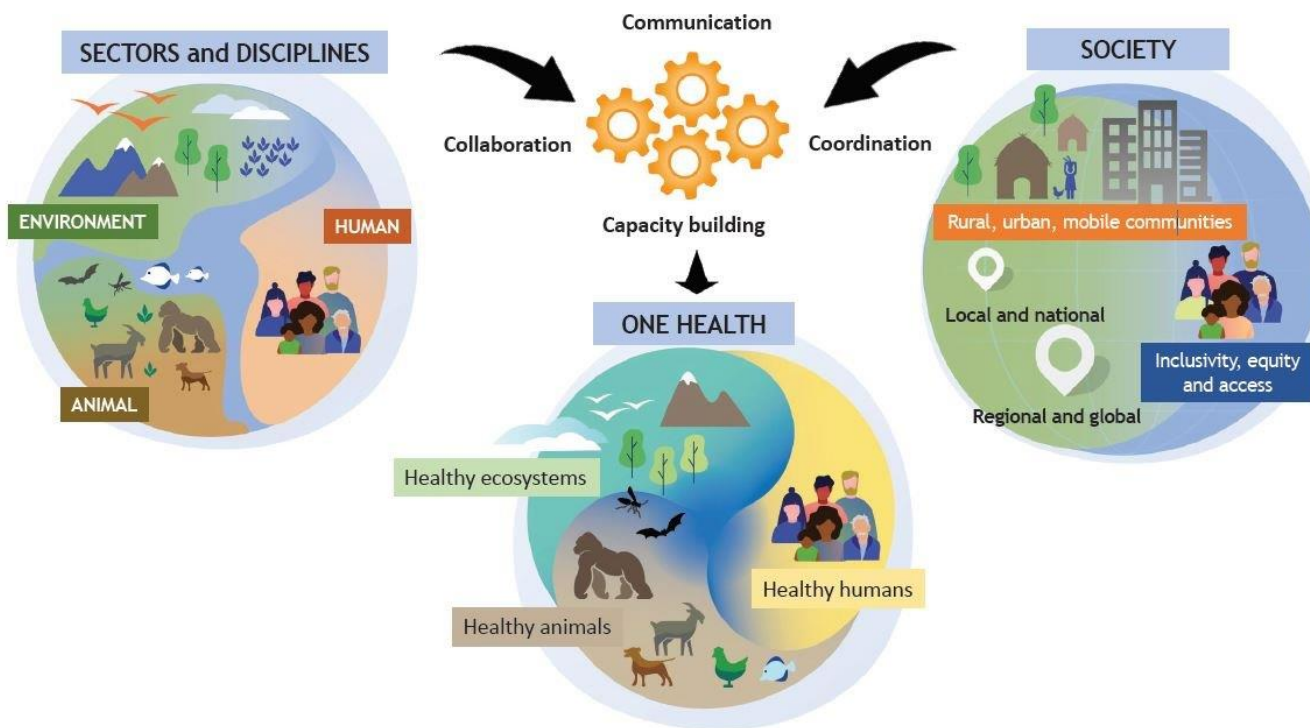 Communication
SECTORS and DISCIPLINES
SOCIETY
Collaboration
Coordination
ENVIRONMENT
HUMAN
Capacity building
Rural, urban, mobile communities
ONE HEALTH
Local and national
Inclusivity, equity
and access
ANIMAL
Regional and global
Healthy ecosystems
Healthy humans
Healthy animals